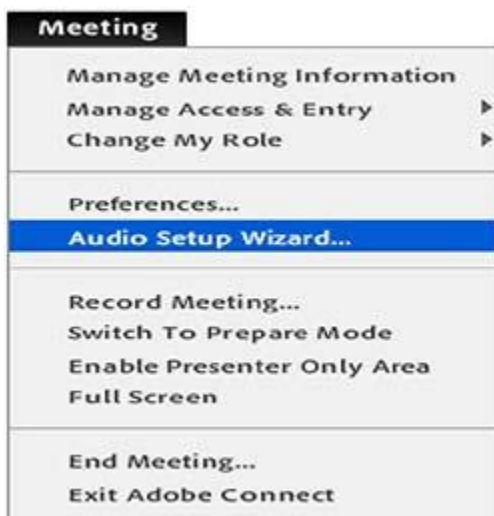 Meeting
Manage Meeting Information
Manage Access & Entry
Change My Role
Preferences...
Audio Setup Wizard...
Record Meeting...
Switch To Prepare Mode
Enable Presenter Only Area
Full Screen
End Meeting...
Exit Adobe Connect